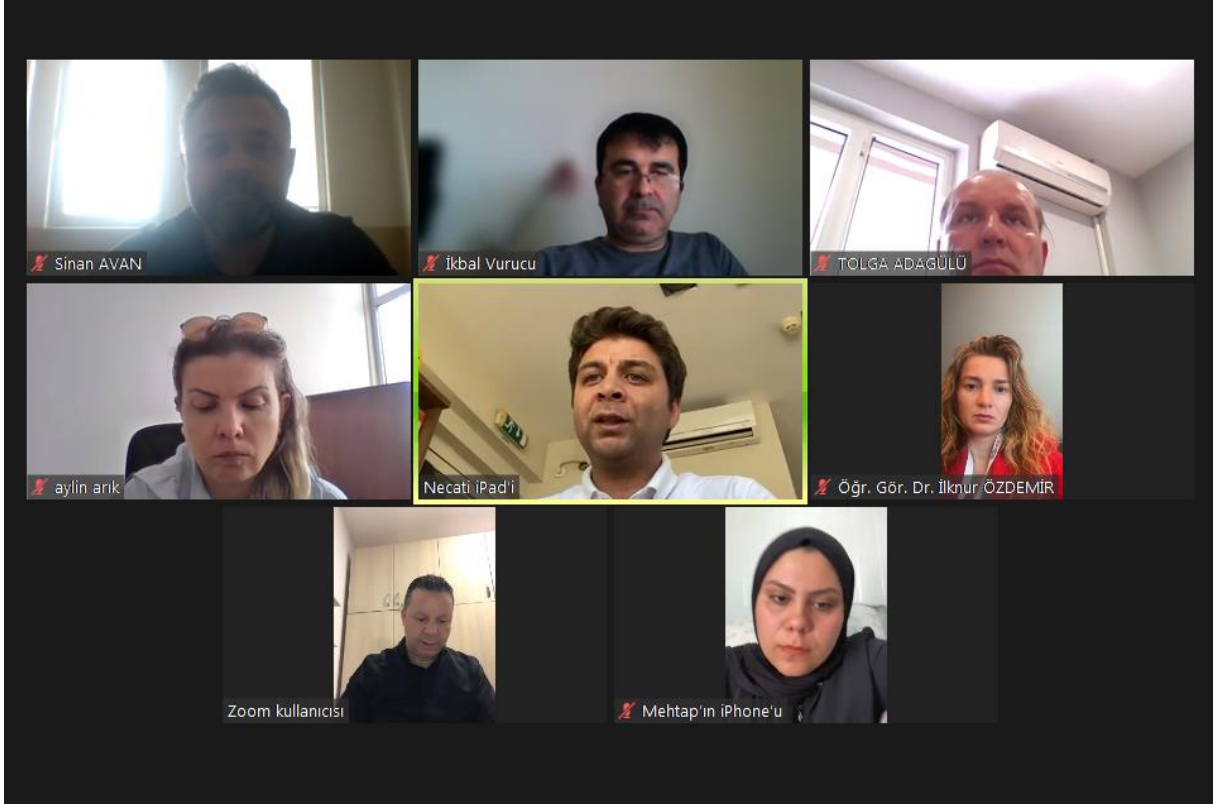 Sinan AVAN
İkbal Vurucu
TOLGA ADAGÜLÜ
aylin arık
Necati iPad'i
Öğr. Gör. Dr. İlknur ÖZDEMİR
Zoom kullanıcısı
Mehtap'ın iPhone'u